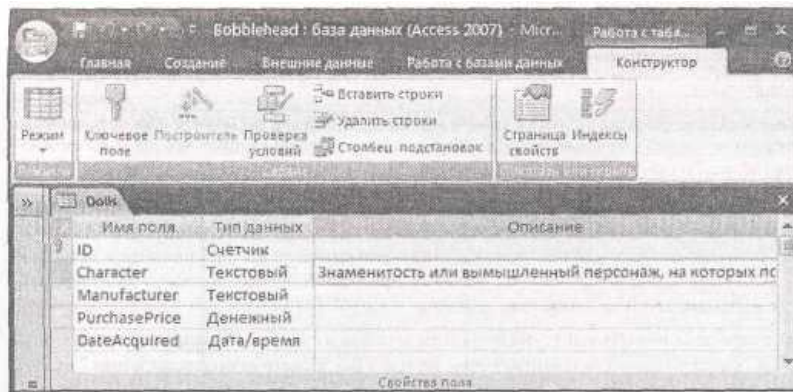 Bobblehead : база данных (Access 2007) - Micr... Работа с табл...
Главная Создание Внешние данные Работа с базами данных Конструктор
Режим
Ключевое поле
Построитель
Проверка условий
Вставить строки
Удалить строки
Столбец подстановок
Страница свойств
Индексы
Dolls
Имя поля Тип данных Описание
ID Счетчик
Character Текстовый Знаменитость или вымышленный персонаж, на которых по
Manufacturer Текстовый
PurchasePrice Денежный
DateAcquired Дата/время
Свойства поля